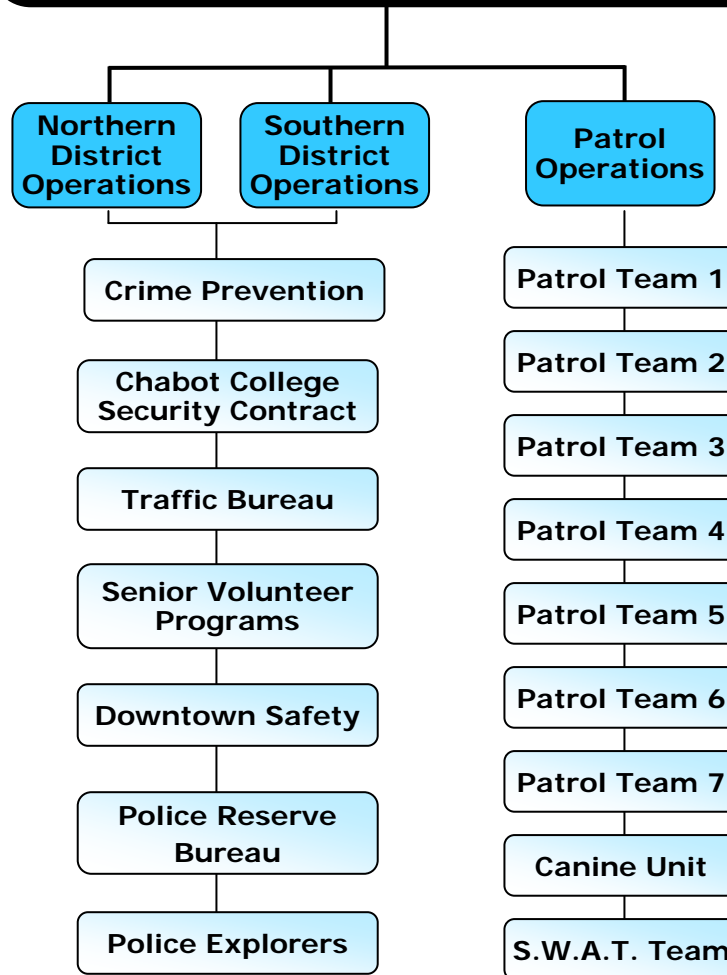 Northern
District
Operations
Southern
District
Operations
Patrol
Operations
Crime Prevention
Chabot College
Security Contract
Traffic Bureau
Senior Volunteer
Programs
Downtown Safety
Police Reserve
Bureau
Police Explorers
Patrol Team 1
Patrol Team 2
Patrol Team 3
Patrol Team 4
Patrol Team 5
Patrol Team 6
Patrol Team 7
Canine Unit
S.W.A.T. Team